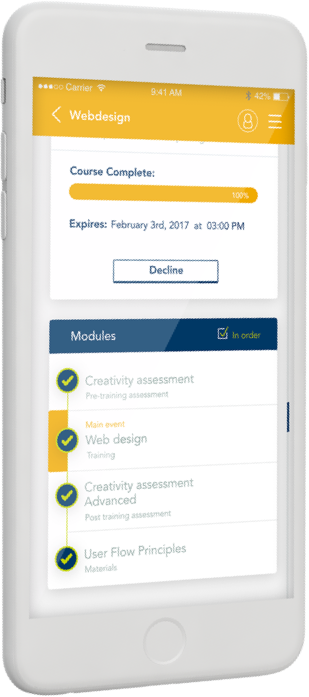 Carrier 9:41 AM 42%
Webdesign
Course Complete:
100%
Expires: February 3rd, 2017 at 03:00 PM
Decline
Modules In order
Creativity assessment
Pre-training assessment
Main event
Web design
Training
Creativity assessment
Advanced
Post training assessment
User Flow Principles
Materials